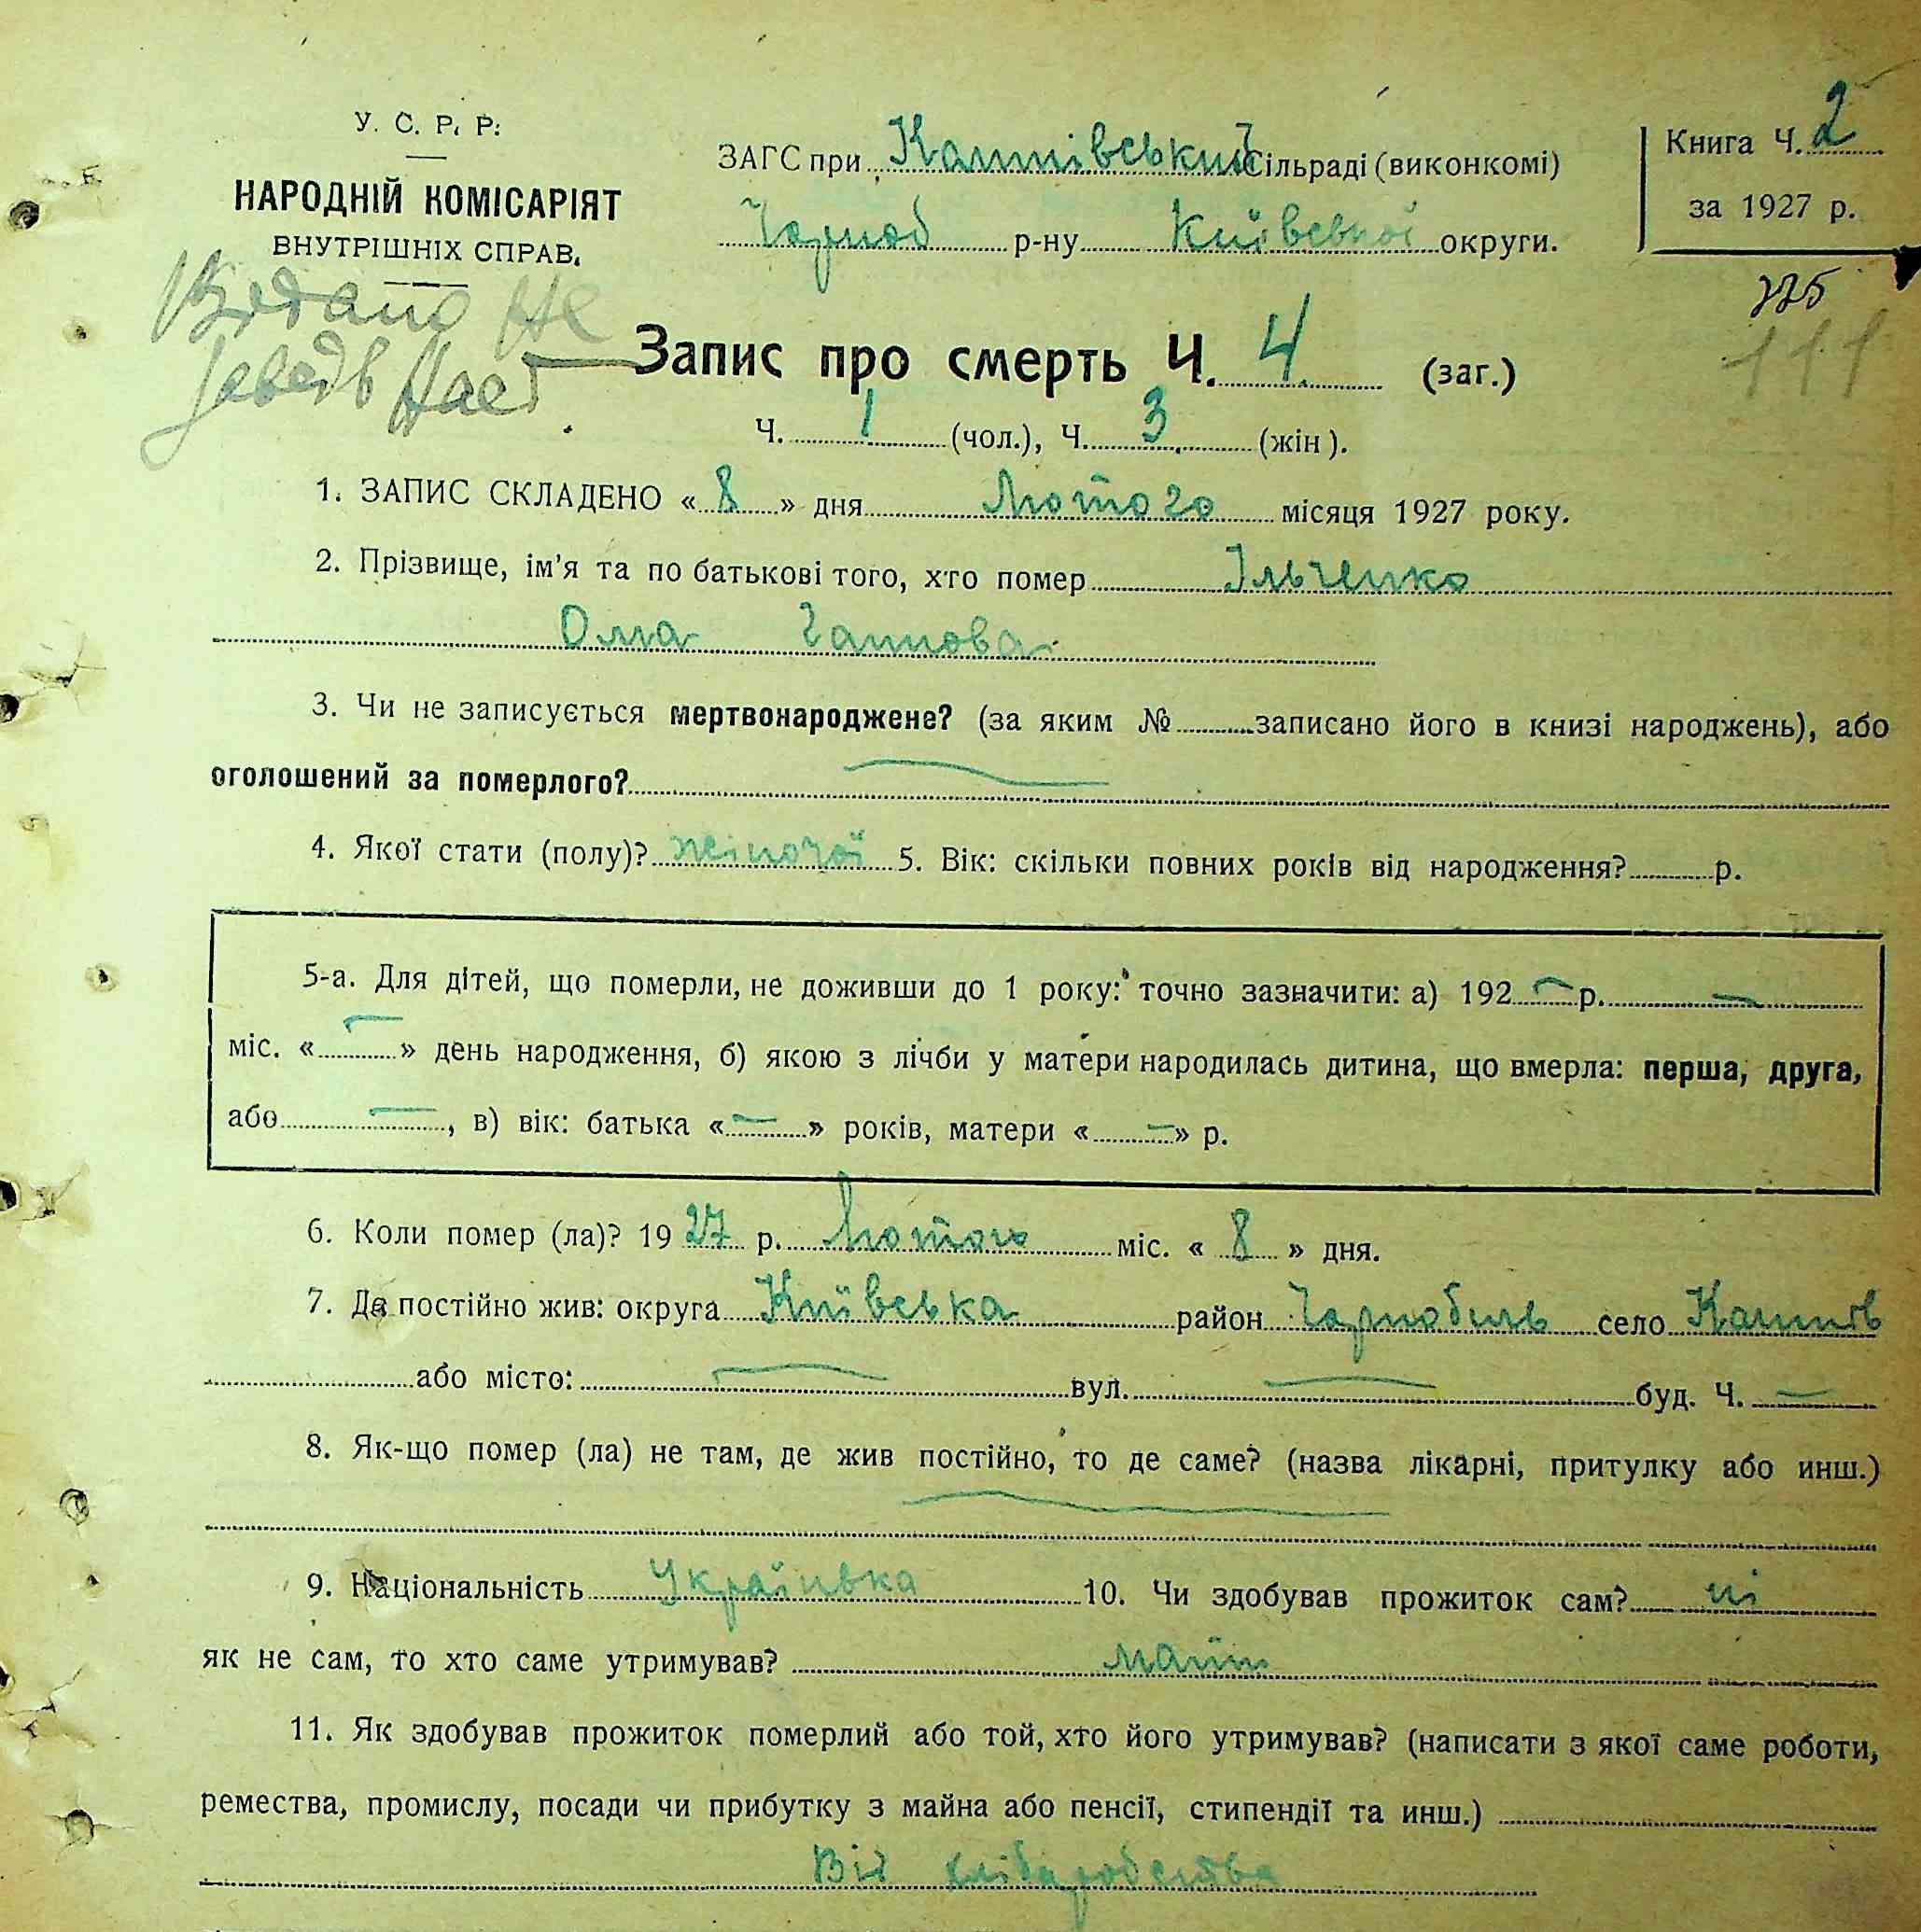 У. С. Р. Р.
НАРОДНІЙ КОМІСАРІЯТ
ВНУТРІШНІХ СПРАВ.
ЗАГС при Сільраді (виконкомі)
Чорноб р-ну Київської округи.
Книга Ч. 2
за 1927 р.
111
Запис про смерть Ч. 4 (заг.)
Ч. 1 (чол.), Ч. 3 (жін).
1. ЗАПИС СКЛАДЕНО « 8 » дня Лютого місяця 1927 року.
2. Прізвище, ім'я та по батькові того, хто помер Ільченко
3. Чи не записується мертвонароджене? (за яким № записано його в книзі народжень), або
оголошений за померлого?
4. Якої стати (полу)? жіночої 5. Вік: скільки повних років від народження? р.
5-а. Для дітей, що померли, не доживши до 1 року: точно зазначити: а) 192 р.
міс. « » день народження, б) якою з лічби у матери народилась дитина, що вмерла: перша, друга,
або , в) вік: батька « » років, матери « » р.
6. Коли помер (ла)? 19 27 р. Лютого міс. « 8 » дня.
7. Де постійно жив: округа Київська район Чорнобиль село
або місто: вул. буд. Ч.
8. Як-що помер (ла) не там, де жив постійно, то де саме? (назва лікарні, притулку або инш.)
9. Національність Українка 10. Чи здобував прожиток сам? ні
як не сам, то хто саме утримував? мати
11. Як здобував прожиток померлий або той, хто його утримував? (написати з якої саме роботи,
ремества, промислу, посади чи прибутку з майна або пенсії, стипендії та инш.)
Від хліборобства